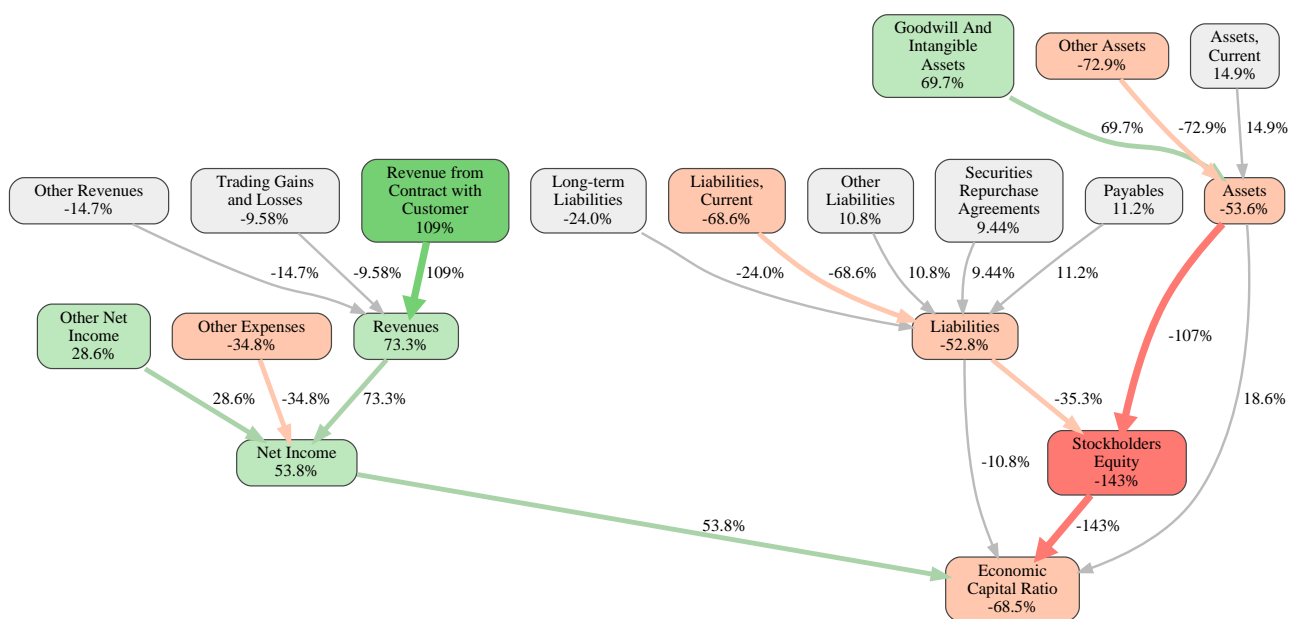 Goodwill And
Intangible
Assets
69.7%
Other Assets
-72.9%
Assets,
Current
14.9%
69.7%
-72.9%
14.9%
Other Revenues
-14.7%
Trading Gains
and Losses
-9.58%
Revenue from
Contract with
Customer
109%
Long-term
Liabilities
-24.0%
Liabilities,
Current
-68.6%
Other
Liabilities
10.8%
Securities
Repurchase
Agreements
9.44%
Payables
11.2%
Assets
-53.6%
-14.7%
-9.58%
109%
-24.0%
-68.6%
10.8%
9.44%
11.2%
Other Net
Income
28.6%
Other Expenses
-34.8%
Revenues
73.3%
Liabilities
-52.8%
-107%
28.6%
-34.8%
73.3%
-35.3%
18.6%
Net Income
53.8%
-10.8%
Stockholders
Equity
-143%
53.8%
-143%
Economic
Capital Ratio
-68.5%